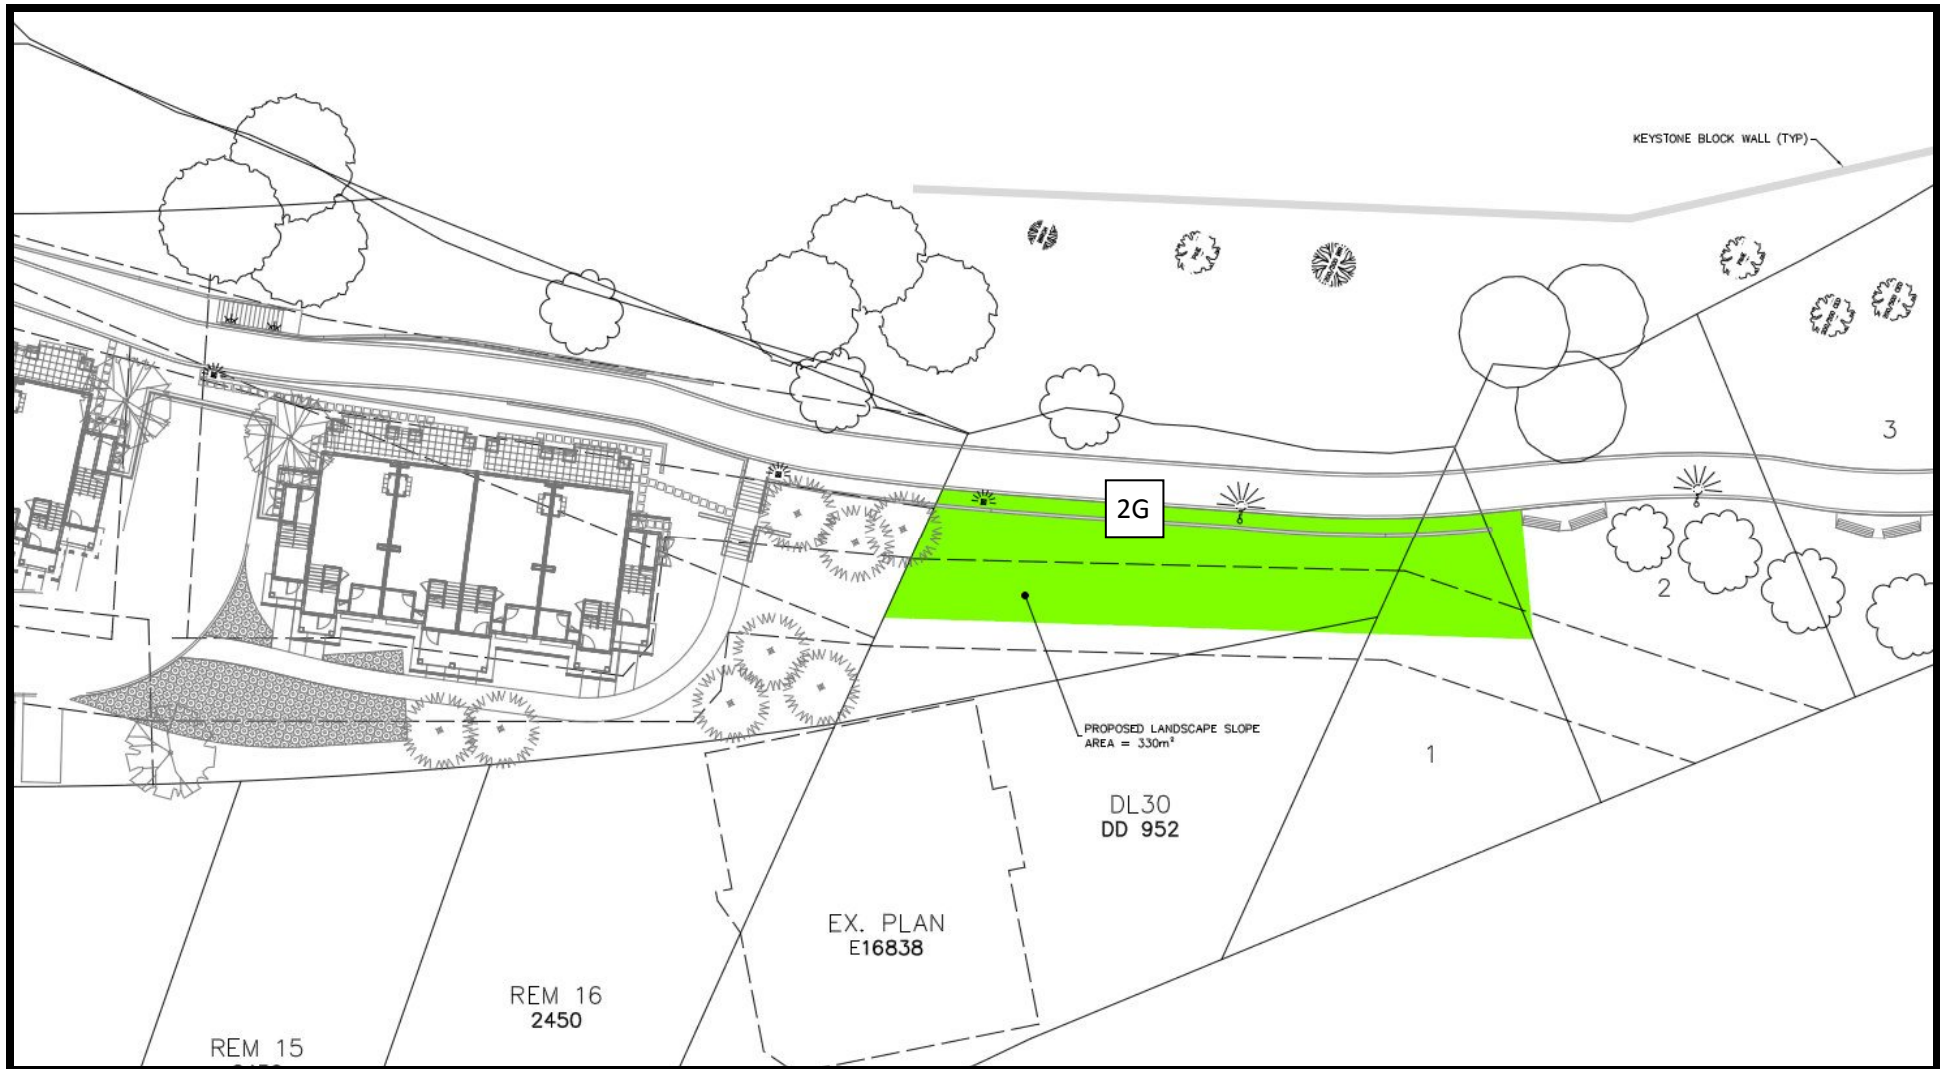 KEYSTONE BLOCK WALL (TYP)
3
2G
2
PROPOSED LANDSCAPE SLOPE
AREA = 330m²
1
DL30
DD 952
EX. PLAN
E16838
REM 16
2450
REM 15